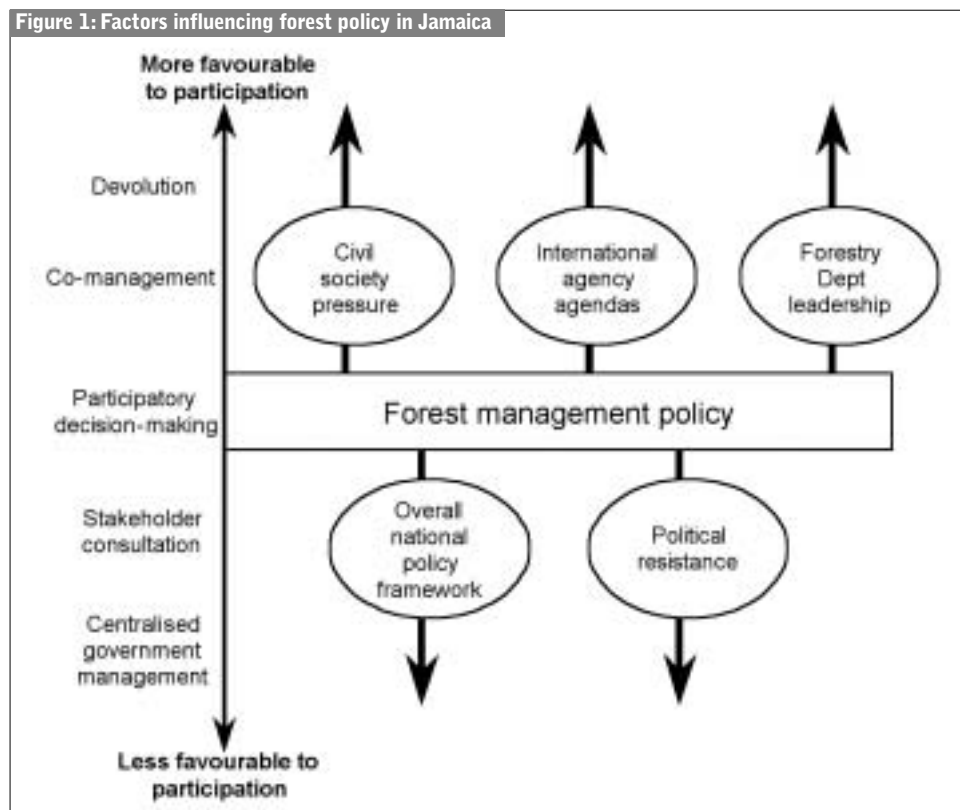 Figure 1: Factors influencing forest policy in Jamaica
More favourable
to participation
Devolution
Co-management
Civil
society
pressure
International
agency
agendas
Forestry
Dept
leadership
Participatory
decision-making
Forest management policy
Stakeholder
consultation
Overall
national
policy
framework
Political
resistance
Centralised
government
management
Less favourable to
participation